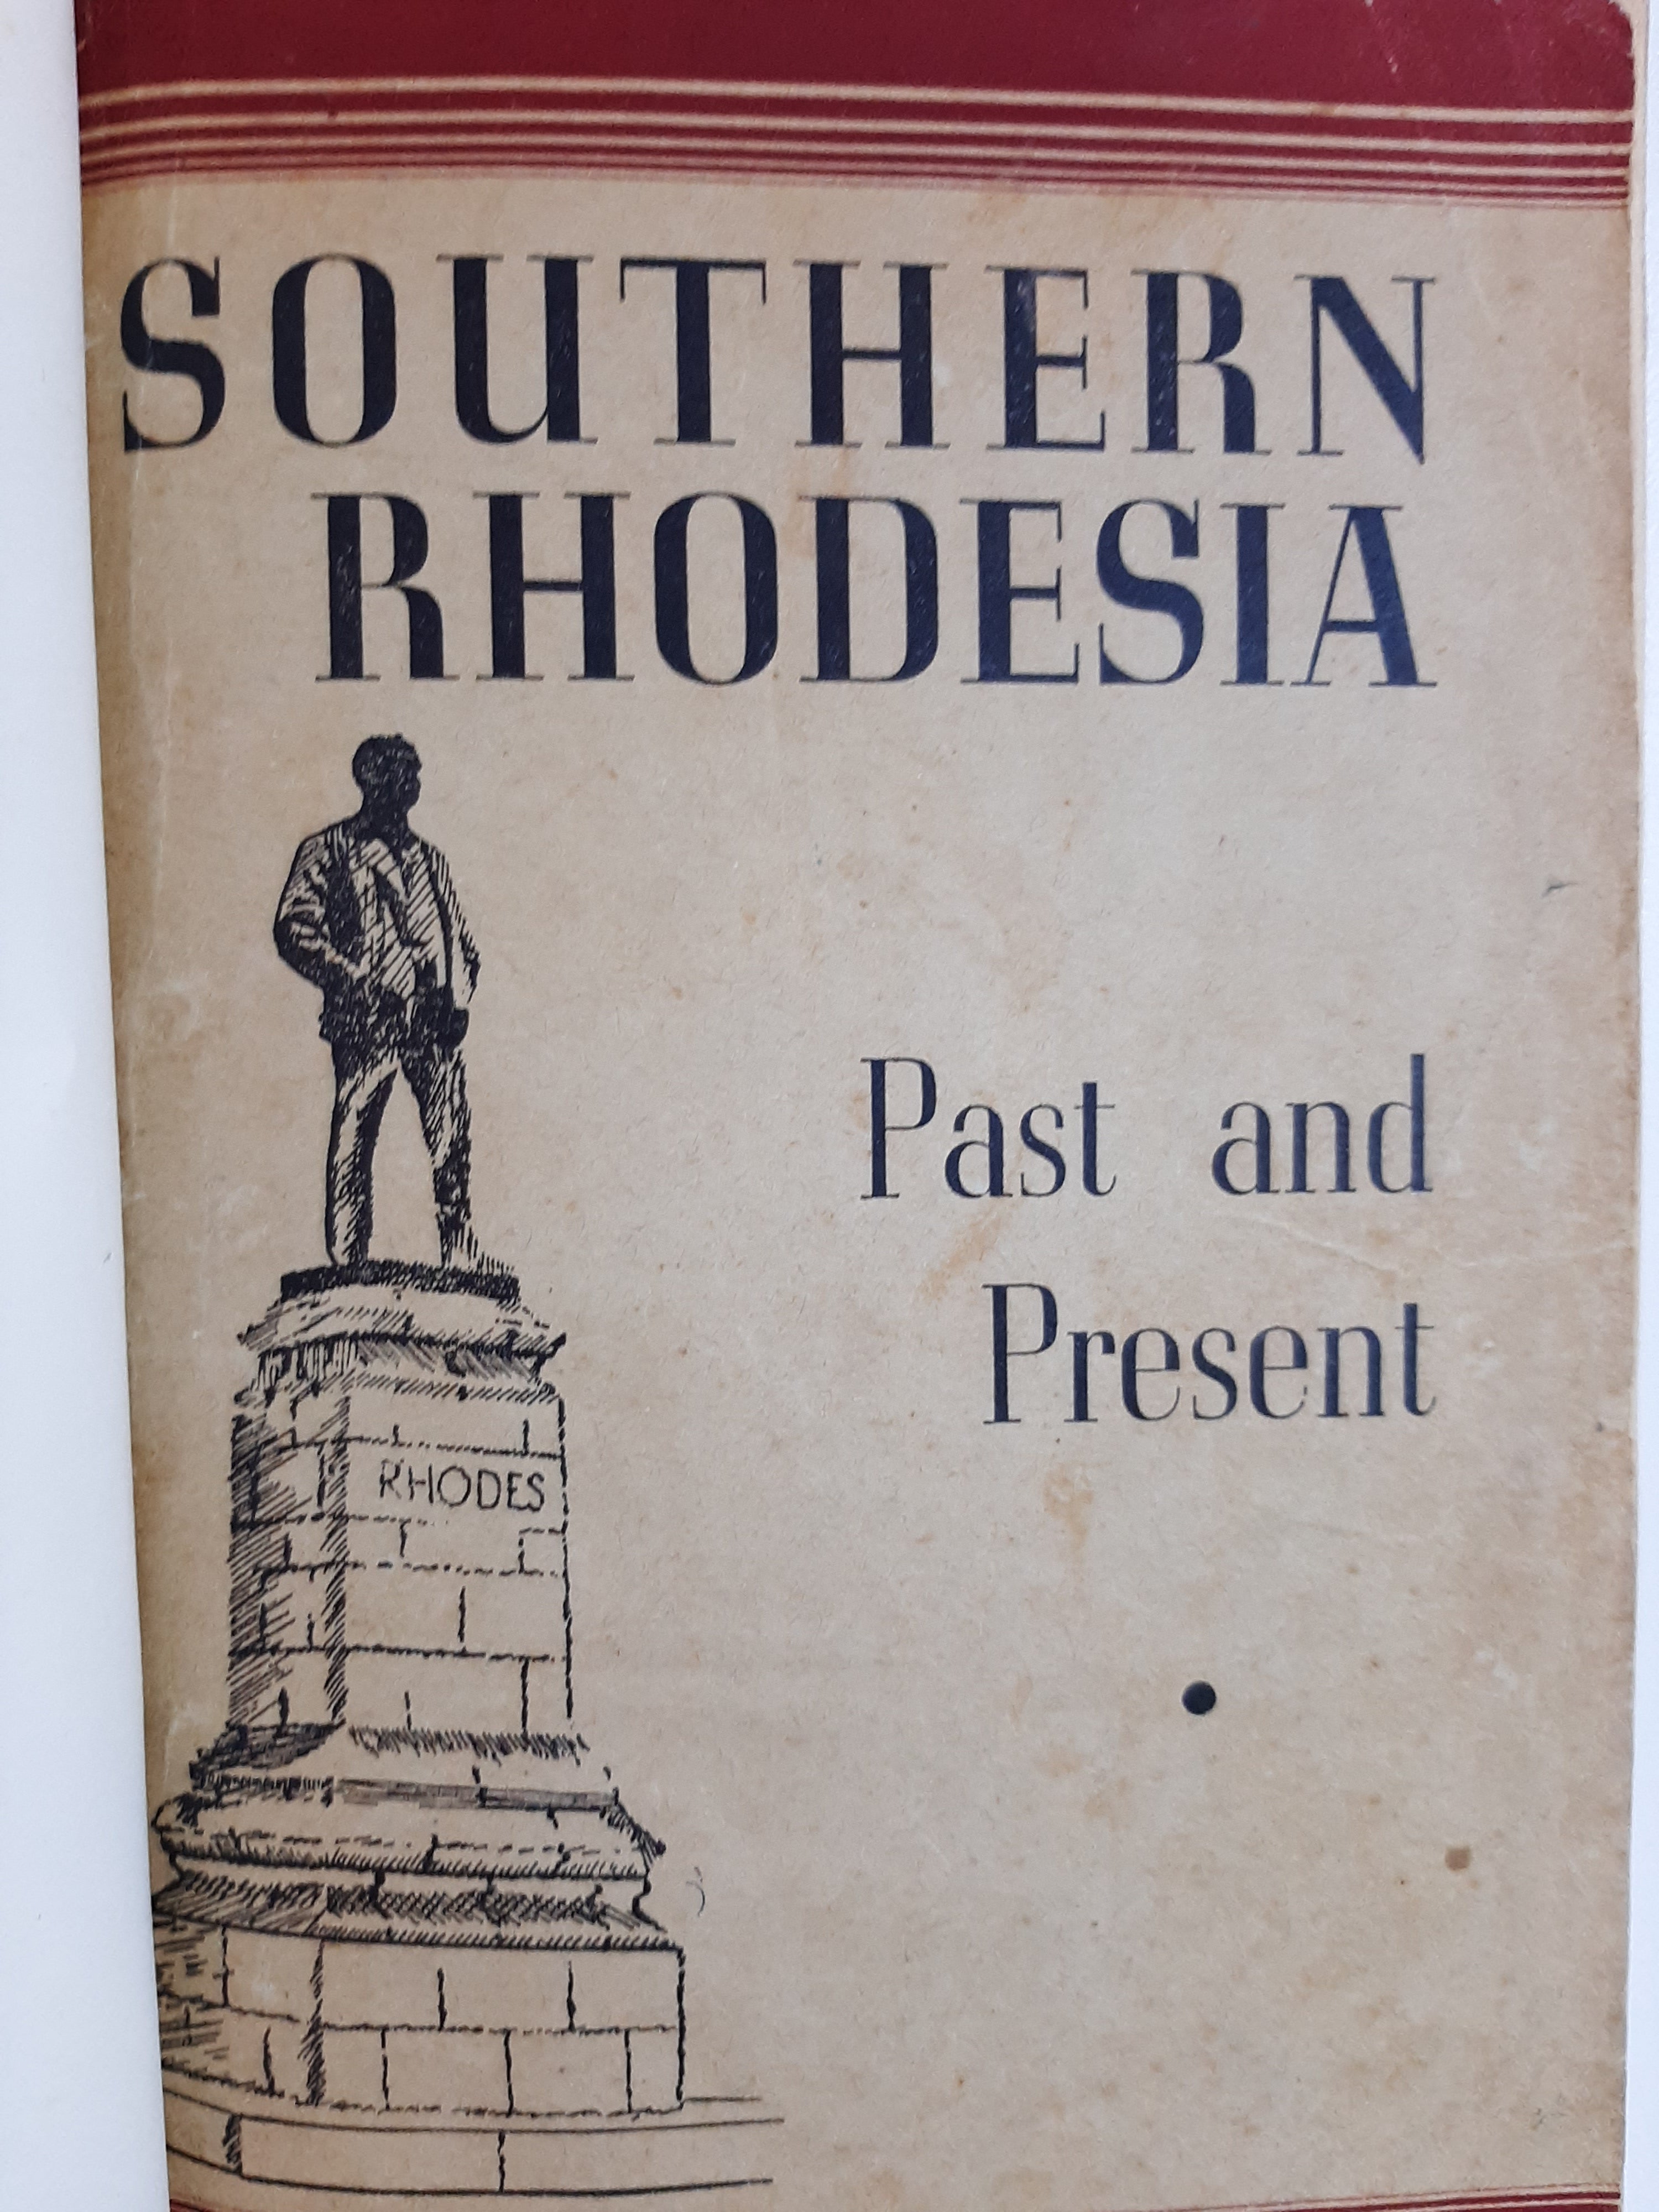 SOUTHERN
RHODESIA
Past and
Present
RHODES